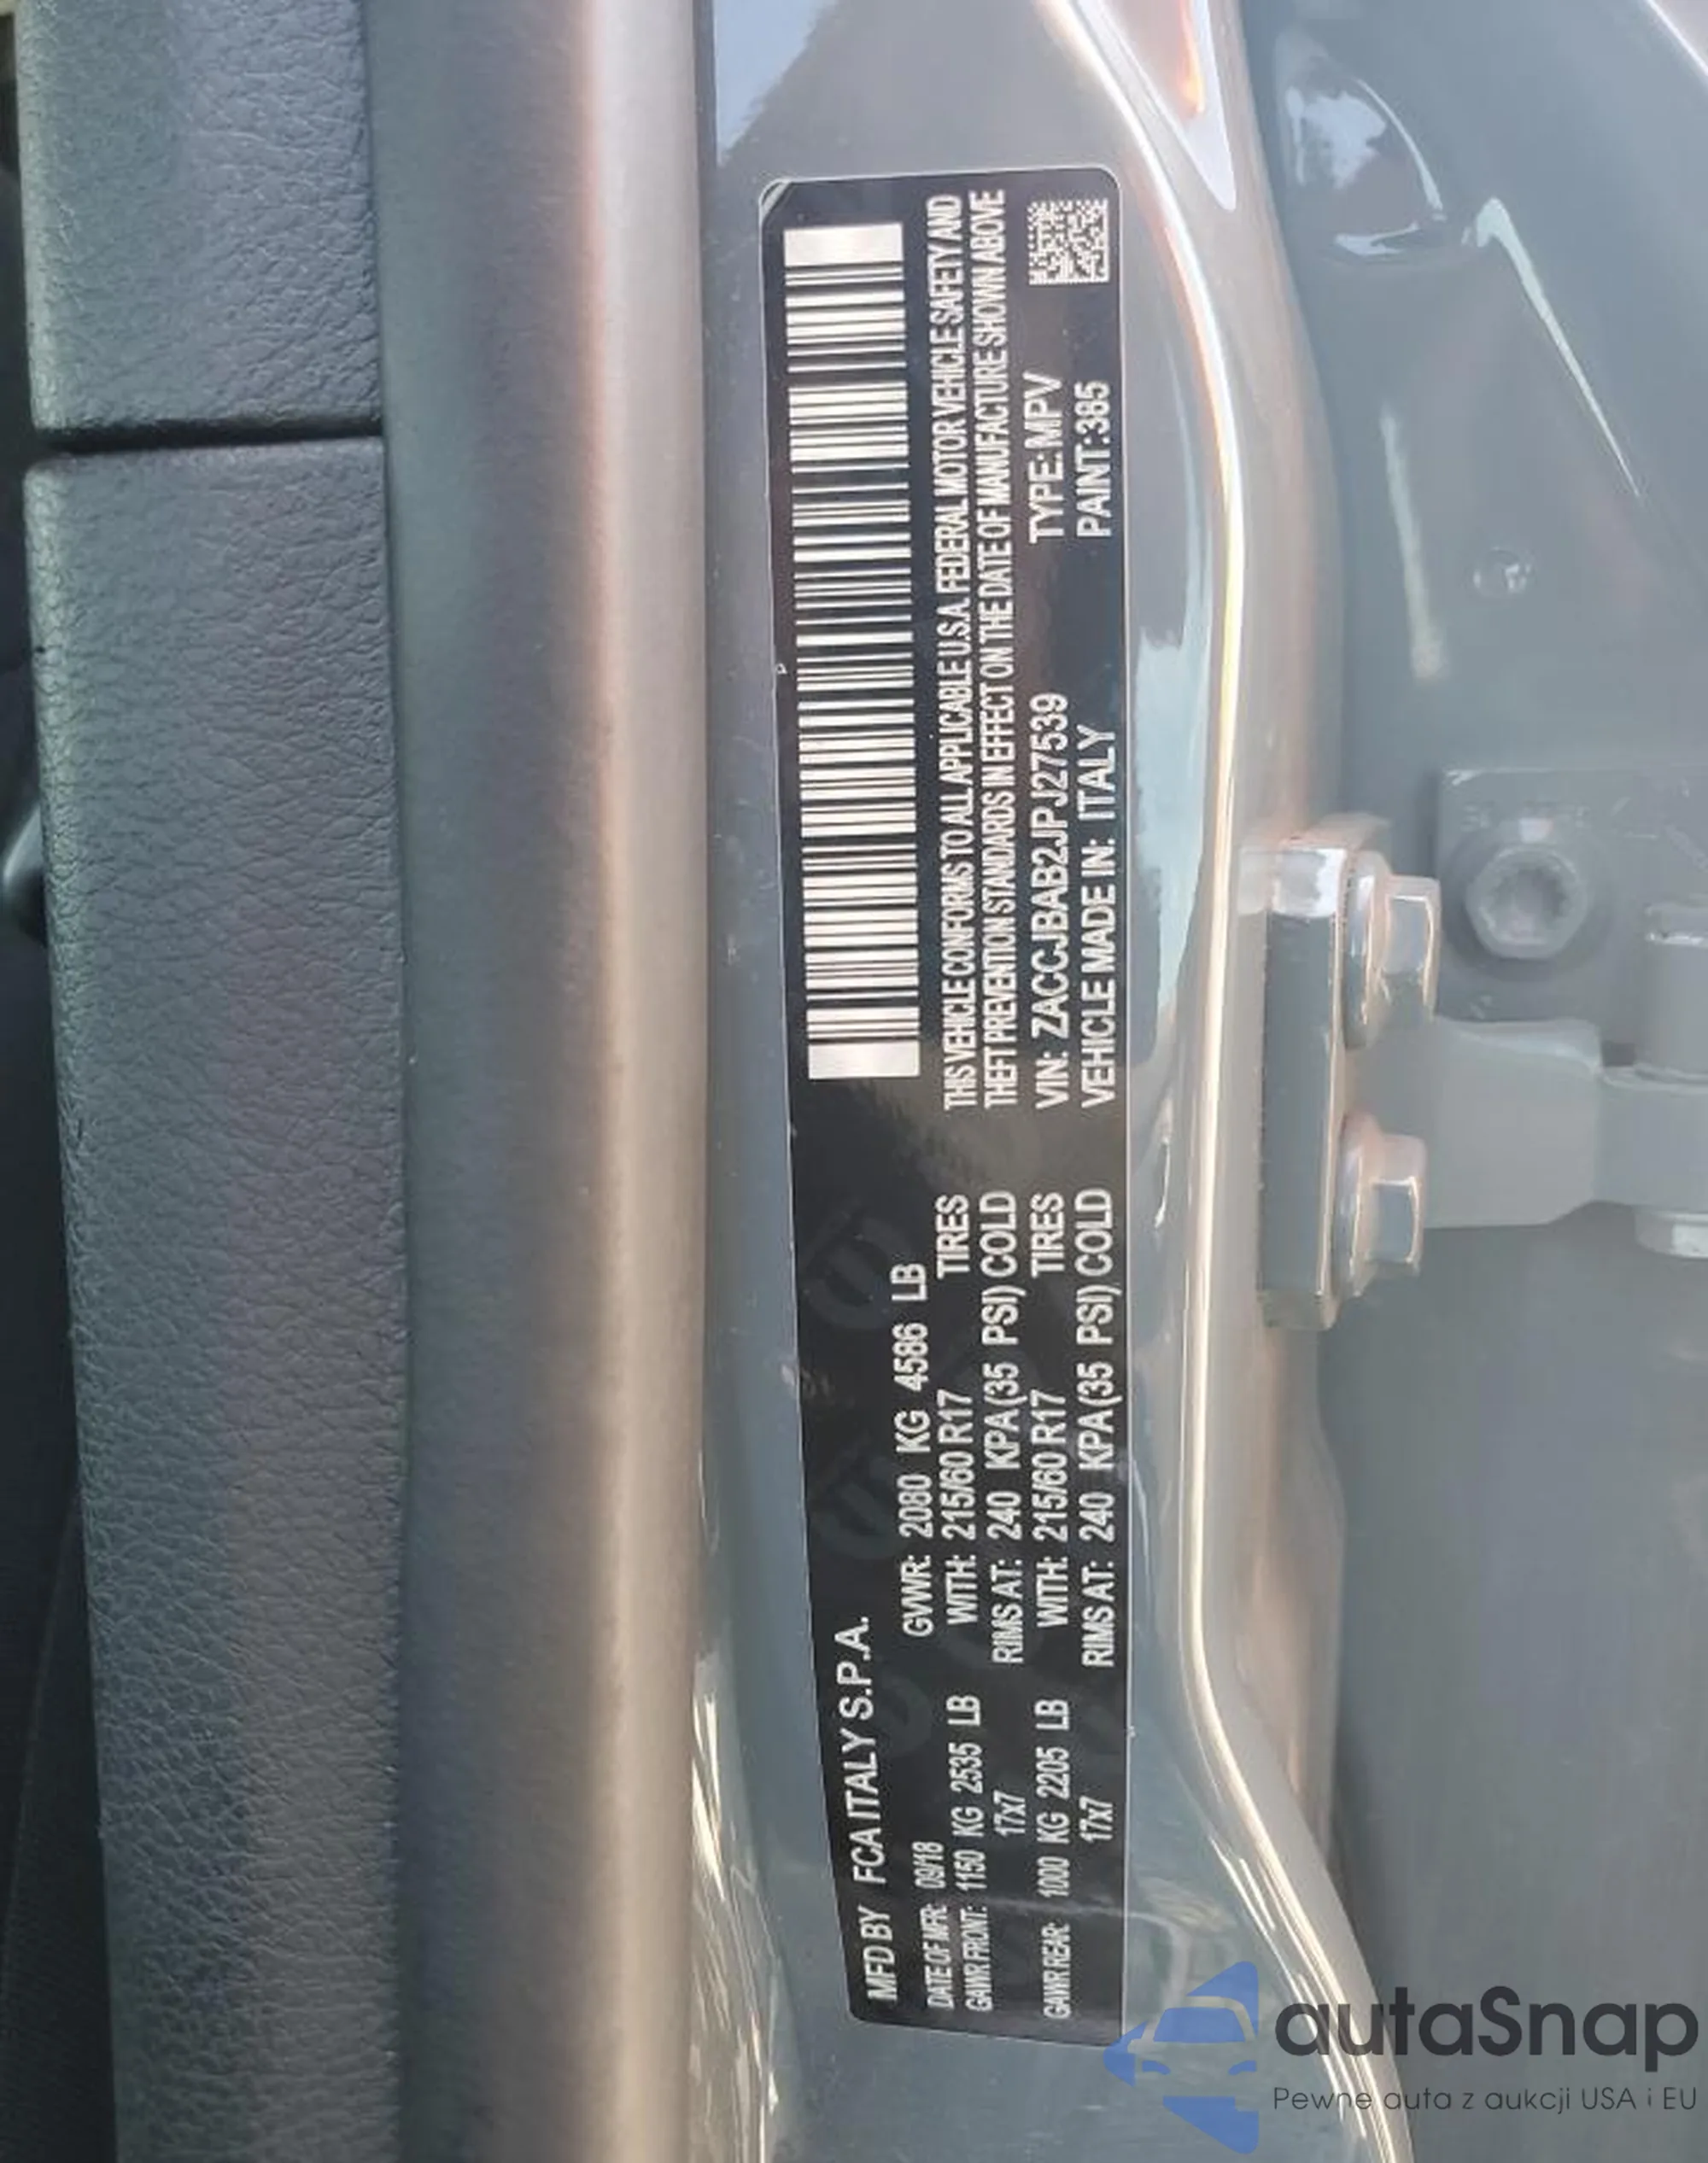 MFD BY FCA ITALY S.P.A.
DATE OF MFR: 09/18 GVWR: 2080 KG 4586 LB
GAWR FRONT: 1150 KG 2535 LB WITH: 215/60 R17 TIRES
17x7 RIMS AT: 240 KPA (35 PSI) COLD
GAWR REAR: 1000 KG 2205 LB WITH: 215/60 R17 TIRES
17x7 RIMS AT: 240 KPA (35 PSI) COLD
THIS VEHICLE CONFORMS TO ALL APPLICABLE U.S.A. FEDERAL MOTOR VEHICLE SAFETY AND
THEFT PREVENTION STANDARDS IN EFFECT ON THE DATE OF MANUFACTURE SHOWN ABOVE
VIN: ZACCJBAB2JPJ27539 TYPE: MPV
VEHICLE MADE IN: ITALY PAINT: 385
autaSnap
Pewne auta z aukcji USA i EU